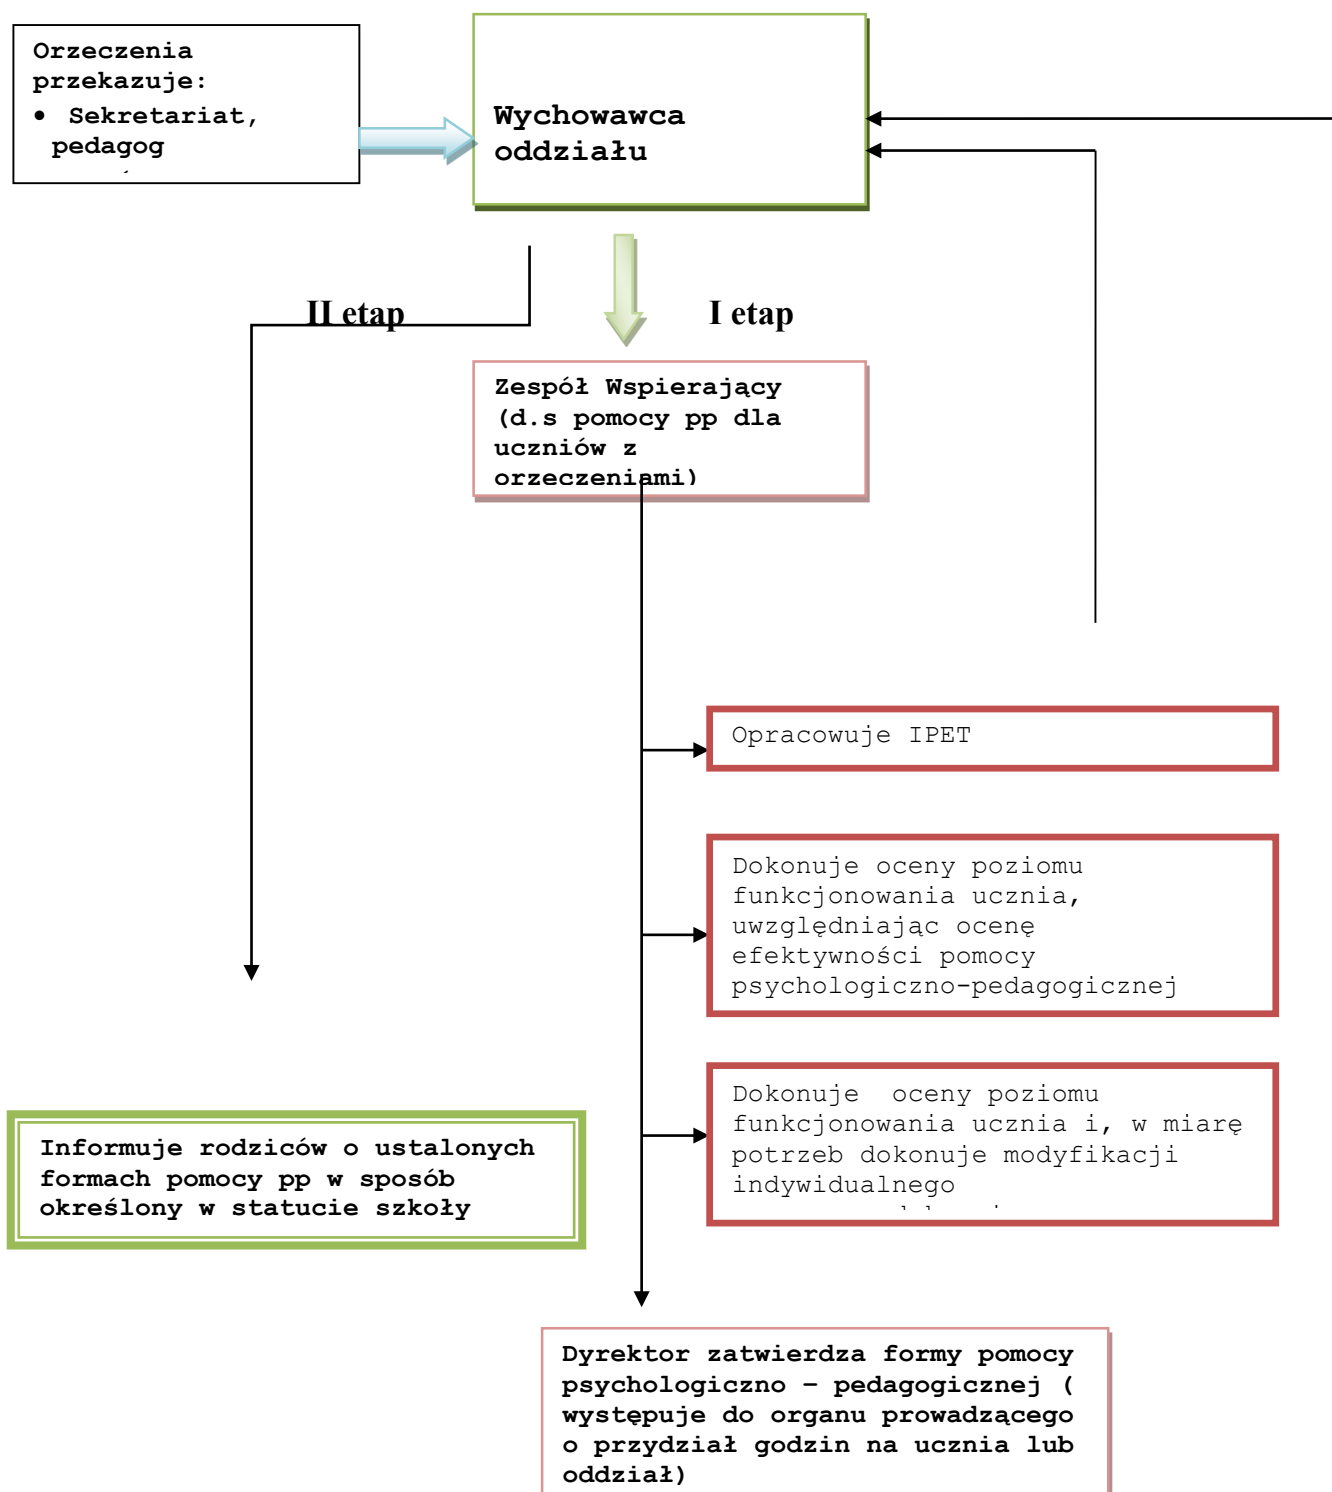 Orzeczenia
przekazuje:
• Sekretariat,
pedagog
Wychowawca
oddziału
II etap
I etap
Zespół Wspierający
(d.s pomocy pp dla
uczniów z
orzeczeniami)
Opracowuje IPET
Dokonuje oceny poziomu
funkcjonowania ucznia,
uwzględniając ocenę
efektywności pomocy
psychologiczno-pedagogicznej
Dokonuje  oceny poziomu
funkcjonowania ucznia i, w miarę
potrzeb dokonuje modyfikacji
indywidualnego
Informuje rodziców o ustalonych
formach pomocy pp w sposób
określony w statucie szkoły
Dyrektor zatwierdza formy pomocy
psychologiczno – pedagogicznej (
występuje do organu prowadzącego
o przydział godzin na ucznia lub
oddział)